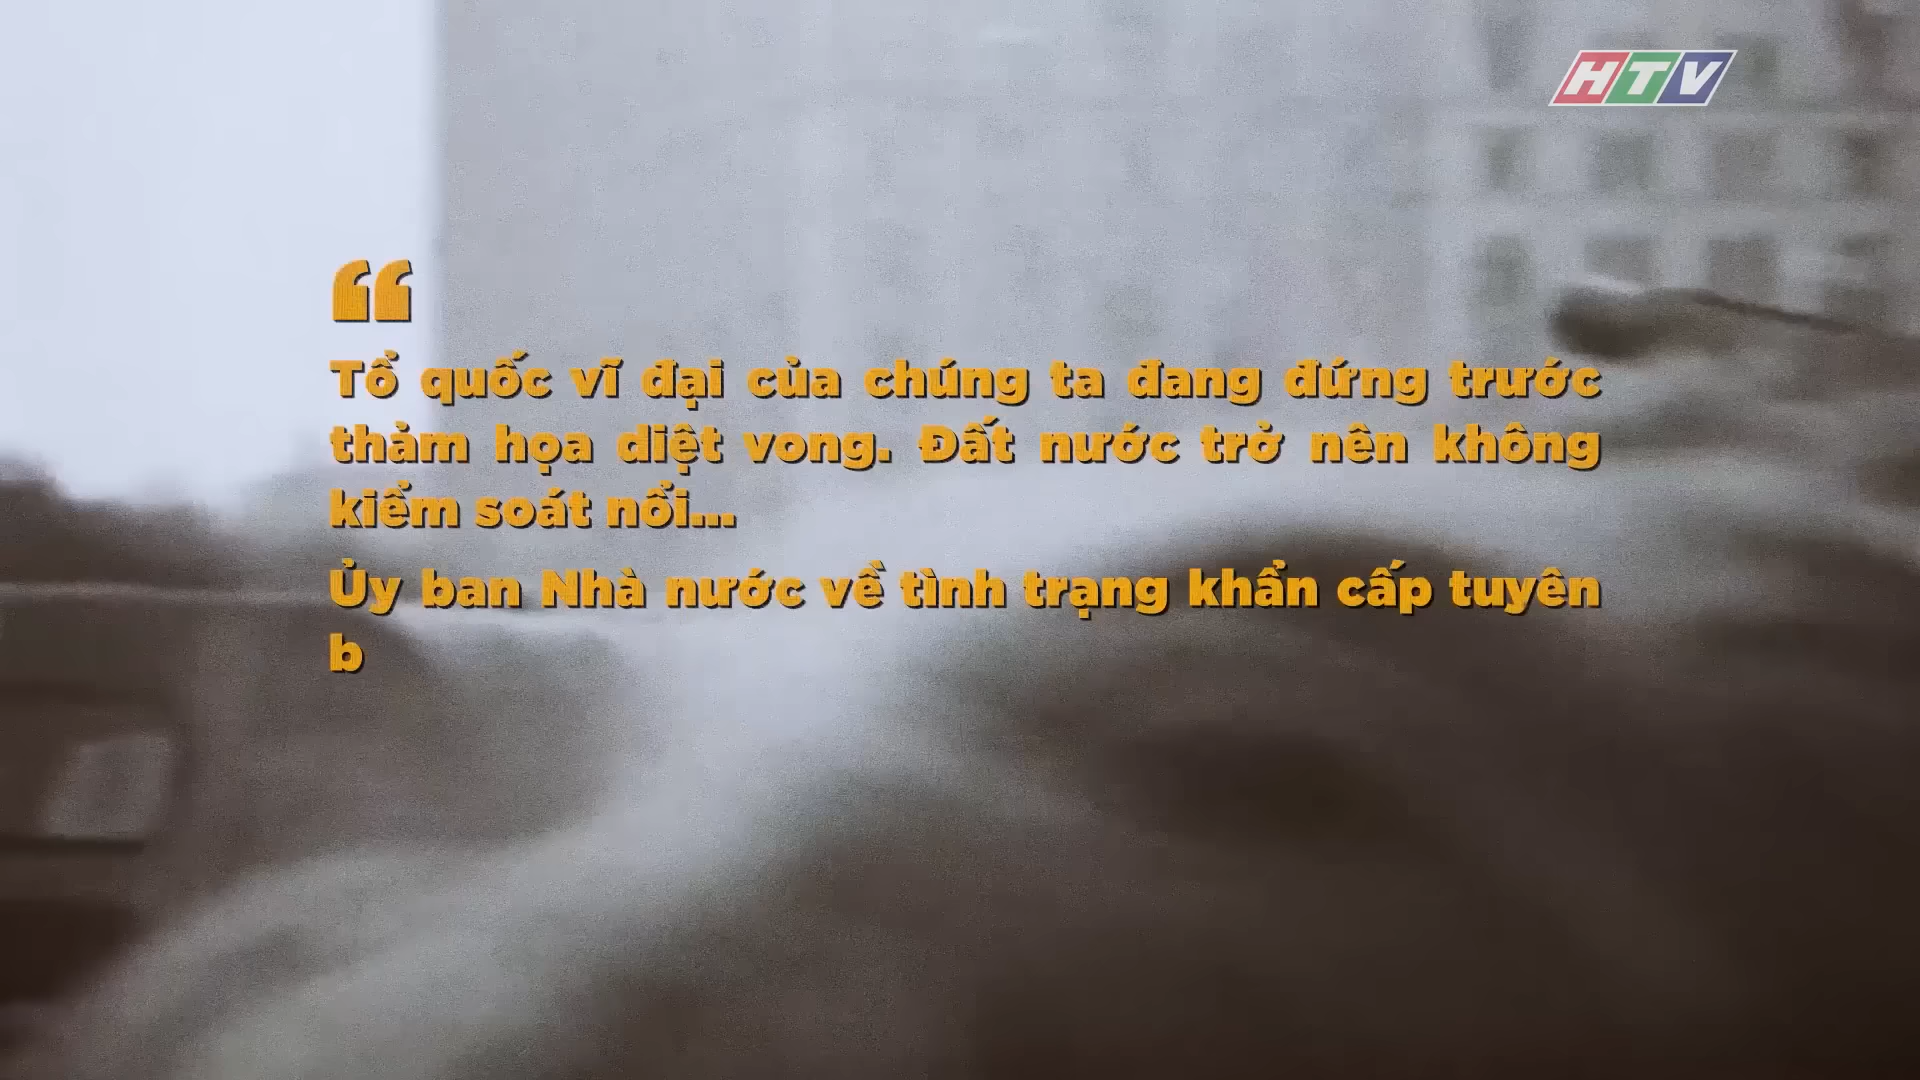 HTV
“
Tổ quốc vĩ đại của chúng ta đang đứng trước
thảm họa diệt vong. Đất nước trở nên không
kiểm soát nổi...
Ủy ban Nhà nước về tình trạng khẩn cấp tuyên
b